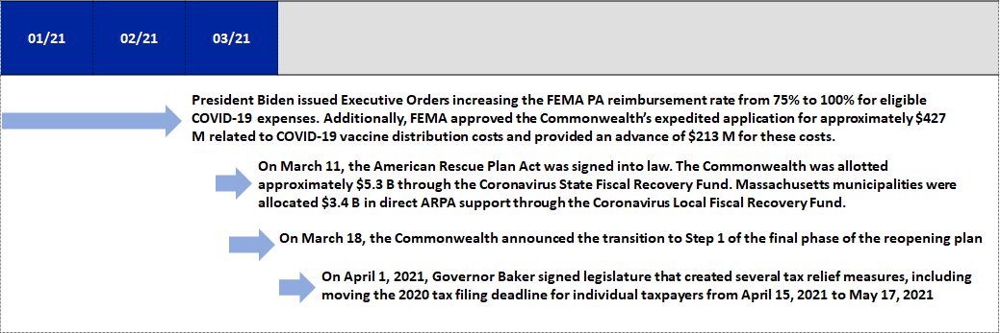 01/21 02/21 03/21
President Biden issued Executive Orders increasing the FEMA PA reimbursement rate from 75% to 100% for eligible
COVID-19 expenses. Additionally, FEMA approved the Commonwealth's expedited application for approximately $427
M related to COVID-19 vaccine distribution costs and provided an advance of $213 M for these costs.
On March 11, the American Rescue Plan Act was signed into law. The Commonwealth was allotted
approximately $5.3 B through the Coronavirus State Fiscal Recovery Fund. Massachusetts municipalities were
allocated $3.4 B in direct ARPA support through the Coronavirus Local Fiscal Recovery Fund.
On March 18, the Commonwealth announced the transition to Step 1 of the final phase of the reopening plan
On April 1, 2021, Governor Baker signed legislature that created several tax relief measures, including
moving the 2020 tax filing deadline for individual taxpayers from April 15, 2021 to May 17, 2021